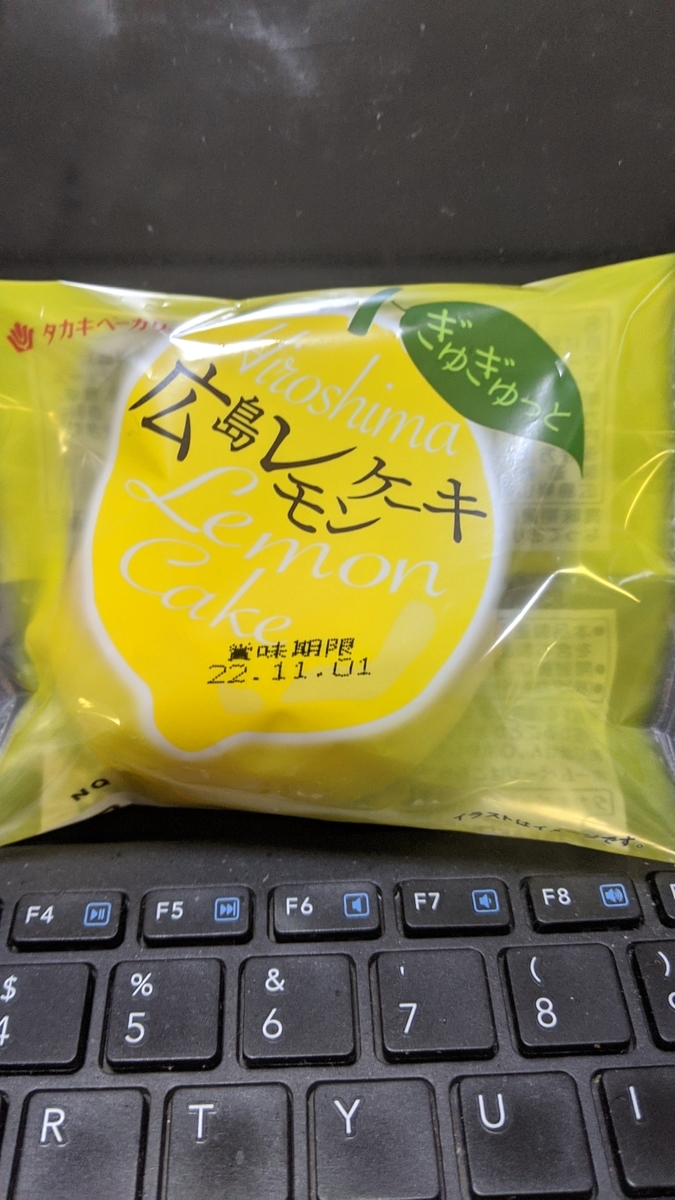 タカキベーカリー
ぎゅぎゅっと
Hiroshima
広島レモンケーキ
Lemon
Cake
賞味期限
22.11.01
イラストはイメージです。
F4 F5 F6 F7 F8
$ % & ' ( )
4 5 6 7 8 9
R T Y U I